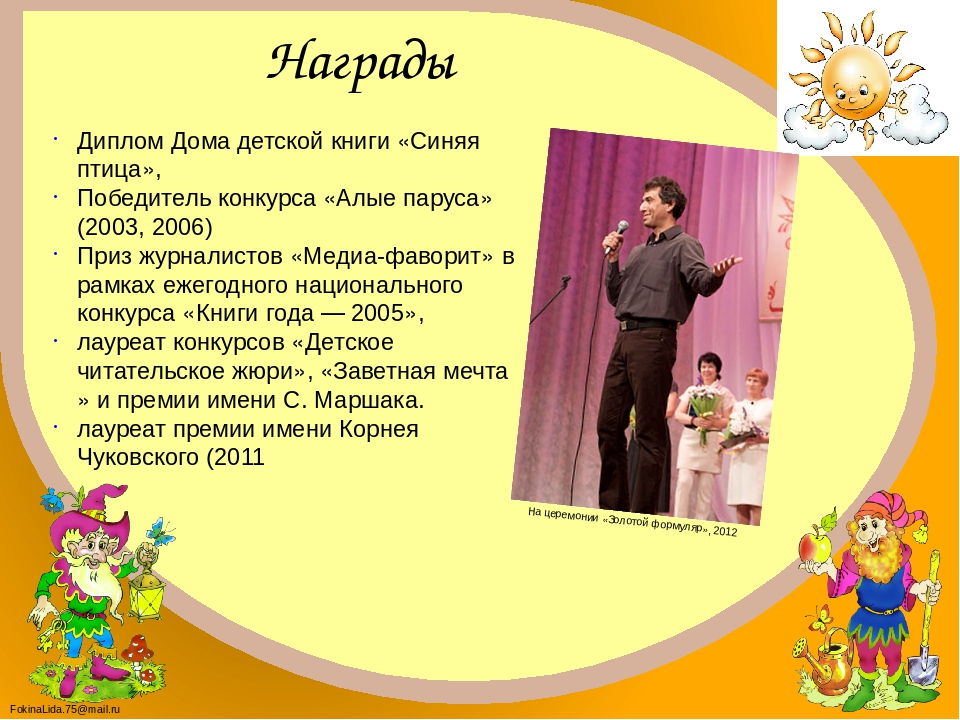 Награды
Диплом Дома детской книги «Синяя
птица»,
Победитель конкурса «Алые паруса»
(2003, 2006)
Приз журналистов «Медиа-фаворит» в
рамках ежегодного национального
конкурса «Книги года — 2005»,
лауреат конкурсов «Детское
читательское жюри», «Заветная мечта
» и премии имени С. Маршака.
лауреат премии имени Корнея
Чуковского (2011
На церемонии «Золотой формуляр», 2012
FokinaLida.75@mail.ru